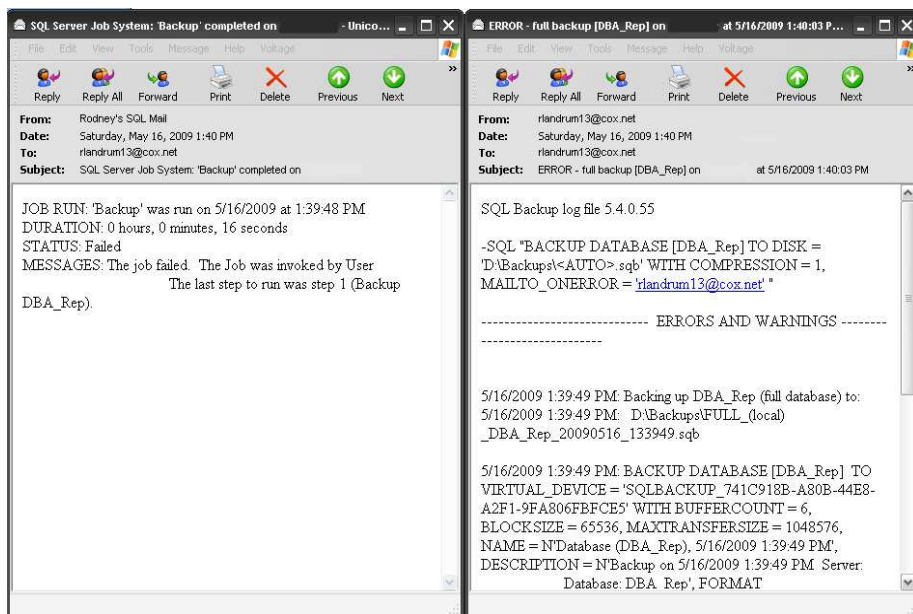 SQL Server Job System: 'Backup' completed on - Unico...
File Edit View Tools Message Help Voltage
Reply Reply All Forward Print Delete Previous Next »
From: Rodney's SQL Mail
Date: Saturday, May 16, 2009 1:40 PM
To: rlandrum13@cox.net
Subject: SQL Server Job System: 'Backup' completed on
JOB RUN: 'Backup' was run on 5/16/2009 at 1:39:48 PM
DURATION: 0 hours, 0 minutes, 16 seconds
STATUS: Failed
MESSAGES: The job failed. The Job was invoked by User
The last step to run was step 1 (Backup
DBA_Rep).
ERROR - full backup [DBA_Rep] on at 5/16/2009 1:40:03 P...
File Edit View Tools Message Help Voltage
Reply Reply All Forward Print Delete Previous Next »
From: rlandrum13@cox.net
Date: Saturday, May 16, 2009 1:40 PM
To: rlandrum13@cox.net
Subject: ERROR - full backup [DBA_Rep] on at 5/16/2009 1:40:03 PM
SQL Backup log file 5.4.0.55
-SQL "BACKUP DATABASE [DBA_Rep] TO DISK =
'D:\Backups\<AUTO>.sqb' WITH COMPRESSION = 1,
MAILTO_ONERROR = 'rlandrum13@cox.net' "
----------------------------- ERRORS AND WARNINGS --------
---------------------
5/16/2009 1:39:49 PM: Backing up DBA_Rep (full database) to:
5/16/2009 1:39:49 PM: D:\Backups\FULL_(local)
_DBA_Rep_20090516_133949.sqb
5/16/2009 1:39:49 PM: BACKUP DATABASE [DBA_Rep] TO
VIRTUAL_DEVICE = 'SQLBACKUP_741C918B-A80B-44E8-
A2F1-9FA806FBFCE5' WITH BUFFERCOUNT = 6,
BLOCKSIZE = 65536, MAXTRANSFERSIZE = 1048576,
NAME = N'Database (DBA_Rep), 5/16/2009 1:39:49 PM',
DESCRIPTION = N'Backup on 5/16/2009 1:39:49 PM Server:
Database: DBA_Rep', FORMAT